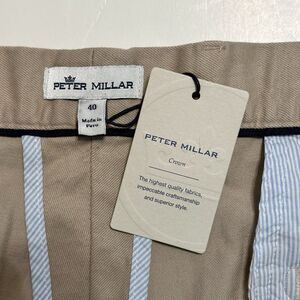 PETER MILLAR
40
Made in
Peru
PETER MILLAR
Crown
The highest quality fabrics,
impeccable craftsmanship
and superior style.